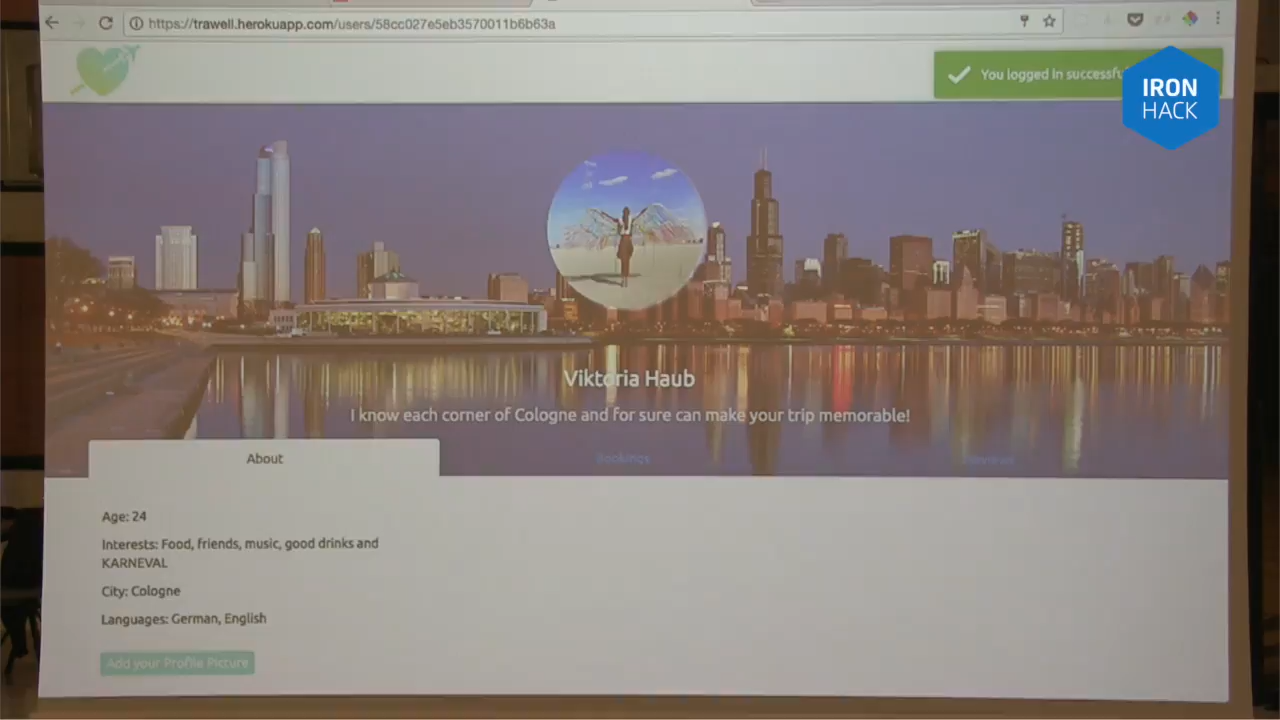 https://trawell.herokuapp.com/users/58cc027e5eb3570011b6b63a
You logged in successfu
IRON
HACK
Viktoria Haub
I know each corner of Cologne and for sure can make your trip memorable!
About
Bookings
Reviews
Age: 24
Interests: Food, friends, music, good drinks and
KARNEVAL
City: Cologne
Languages: German, English
Add your Profile Picture